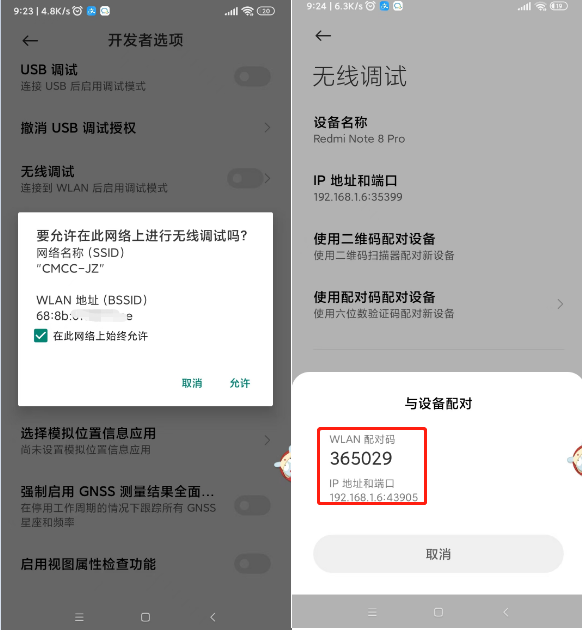 9:23 | 4.8K/s
20
开发者选项
USB 调试
连接 USB 后启用调试模式
撤消 USB 调试授权
无线调试
连接到 WLAN 后启用调试模式
要允许在此网络上进行无线调试吗?
网络名称 (SSID)
"CMCC-JZ"
WLAN 地址 (BSSID)
68:8b:
e
在此网络上始终允许
取消
允许
选择模拟位置信息应用
尚未设置模拟位置信息应用
强制启用 GNSS 测量结果全面...
在停用工作周期的情况下跟踪所有 GNSS
星座和频率
启用视图属性检查功能
9:24 | 6.3K/s
19
无线调试
设备名称
Redmi Note 8 Pro
IP 地址和端口
192.168.1.6:35399
使用二维码配对设备
使用二维码扫描器配对新设备
使用配对码配对设备
使用六位数验证码配对新设备
与设备配对
WLAN 配对码
365029
IP 地址和端口
192.168.1.6:43905
取消